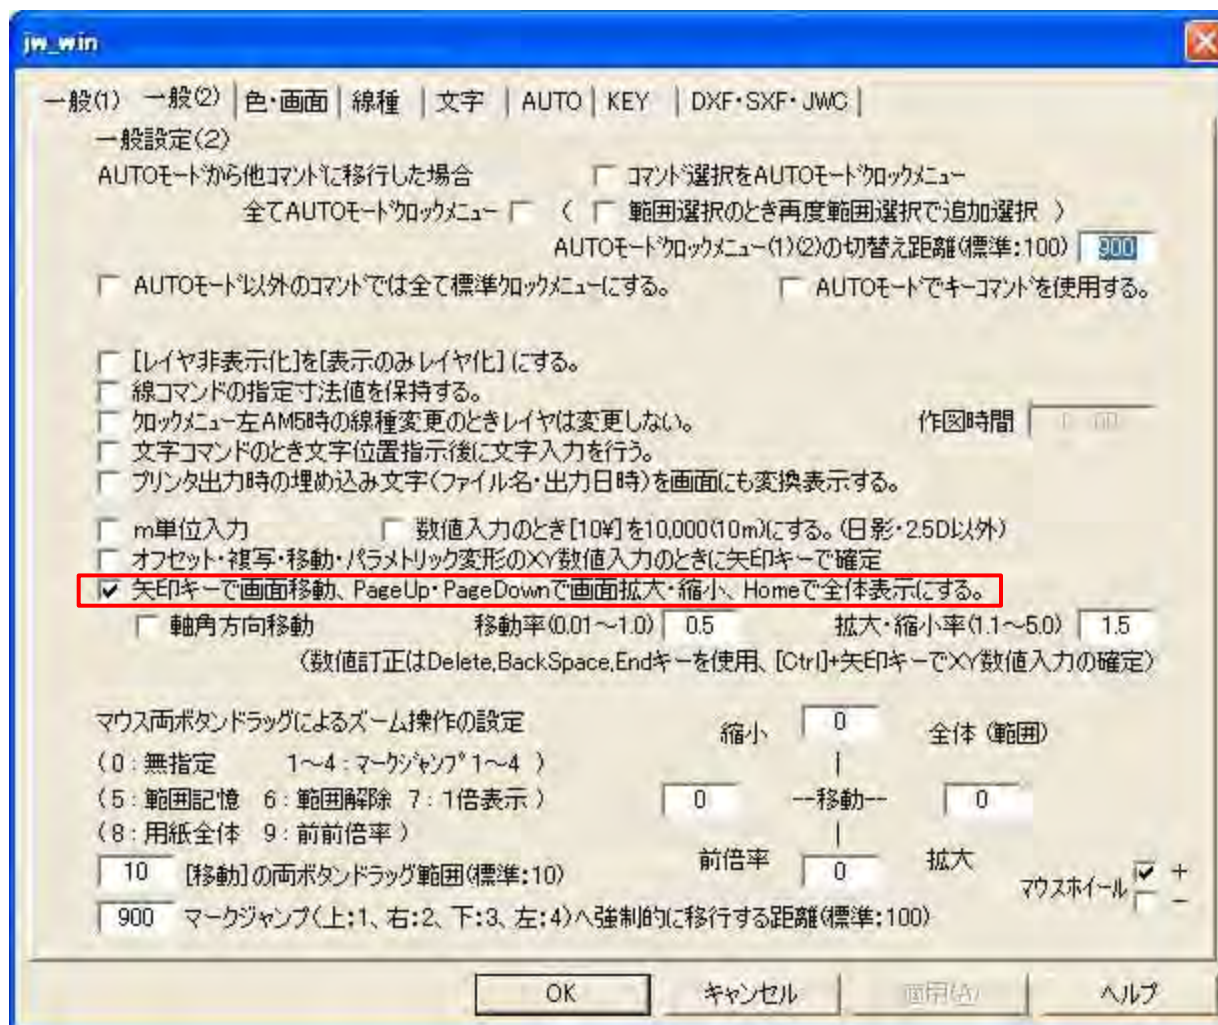 jw_win
一般(1) 一般(2) 色・画面 線種 文字 AUTO KEY DXF・SXF・JWC
一般設定(2)
AUTOモードから他コマンドに移行した場合 コマンド選択をAUTOモードクロックメニュー
全てAUTOモードクロックメニュー ( 範囲選択のとき再度範囲選択で追加選択 )
AUTOモードクロックメニュー(1)(2)の切替え距離(標準:100) 900
AUTOモード以外のコマンドでは全て標準クロックメニューにする。 AUTOモードでキーコマンドを使用する。
[レイヤ非表示化]を[表示のみレイヤ化]にする。
線コマンドの指定寸法値を保持する。
クロックメニュー左AM5時の線種変更のときレイヤは変更しない。 作図時間
文字コマンドのとき文字位置指示後に文字入力を行う。
プリンタ出力時の埋め込み文字(ファイル名・出力日時)を画面にも変換表示する。
m単位入力 数値入力のとき[10¥]を10,000(10m)にする。(日影・2.5D以外)
オフセット・複写・移動・パラメトリック変形のXY数値入力のときに矢印キーで確定
矢印キーで画面移動、PageUp・PageDownで画面拡大・縮小、Homeで全体表示にする。
軸角方向移動 移動率(0.01～1.0) 0.5 拡大・縮小率(1.1～5.0) 1.5
(数値訂正はDelete,BackSpace,Endキーを使用、[Ctrl]+矢印キーでXY数値入力の確定)
マウス両ボタンドラッグによるズーム操作の設定 縮小 0 全体 (範囲)
(0:無指定 1～4:マークジャンプ1～4 )
(5:範囲記憶 6:範囲解除 7:1倍表示) 0 --移動-- 0
(8:用紙全体 9:前前倍率)
前倍率 0 拡大
10 [移動]の両ボタンドラッグ範囲(標準:10) マウスホイール + -
900 マークジャンプ(上:1、右:2、下:3、左:4)へ強制的に移行する距離(標準:100)
OK キャンセル 適用(A) ヘルプ